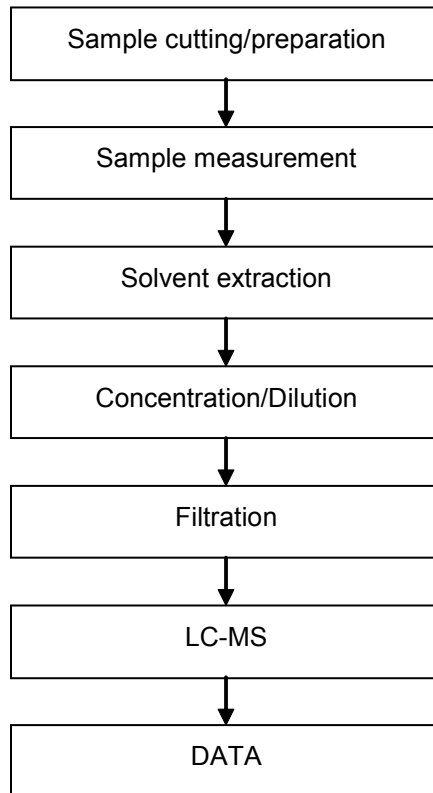 Sample cutting/preparation
Sample measurement
Solvent extraction
Concentration/Dilution
Filtration
LC-MS
DATA